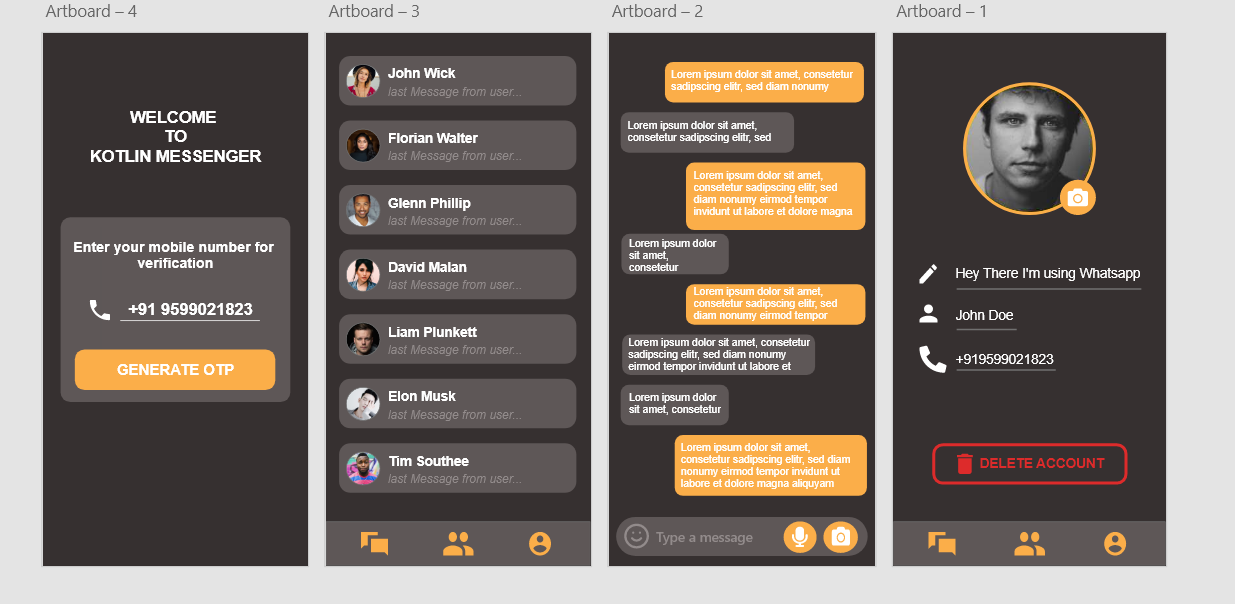 Artboard – 4
WELCOME
TO
KOTLIN MESSENGER
Enter your mobile number for
verification
+91 9599021823
GENERATE OTP
Artboard – 3
John Wick
last Message from user...
Florian Walter
last Message from user...
Glenn Phillip
last Message from user...
David Malan
last Message from user...
Liam Plunkett
last Message from user...
Elon Musk
last Message from user...
Tim Southee
last Message from user...
Artboard – 2
Lorem ipsum dolor sit amet, consetetur
sadipscing elitr, sed diam nonumy
Lorem ipsum dolor sit amet,
consetetur sadipscing elitr, sed
Lorem ipsum dolor sit amet,
consetetur sadipscing elitr, sed
diam nonumy eirmod tempor
invidunt ut labore et dolore magna
Lorem ipsum dolor
sit amet,
consetetur
Lorem ipsum dolor sit amet,
consetetur sadipscing elitr, sed
diam nonumy eirmod tempor
Lorem ipsum dolor sit amet, consetetur
sadipscing elitr, sed diam nonumy
eirmod tempor invidunt ut labore et
Lorem ipsum dolor
sit amet, consetetur
Lorem ipsum dolor sit amet,
consetetur sadipscing elitr, sed diam
nonumy eirmod tempor invidunt ut
labore et dolore magna aliquyam
Type a message
Artboard – 1
Hey There I'm using Whatsapp
John Doe
+919599021823
DELETE ACCOUNT